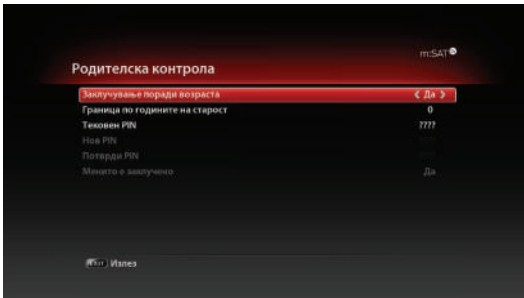 m:SAT
Родителска контрола
Заклучување поради возраста < Да >
Граница по годините на старост 0
Тековен PIN ????
Нов PIN
Потврди PIN
Менито е заклучено Да
EXIT Излез